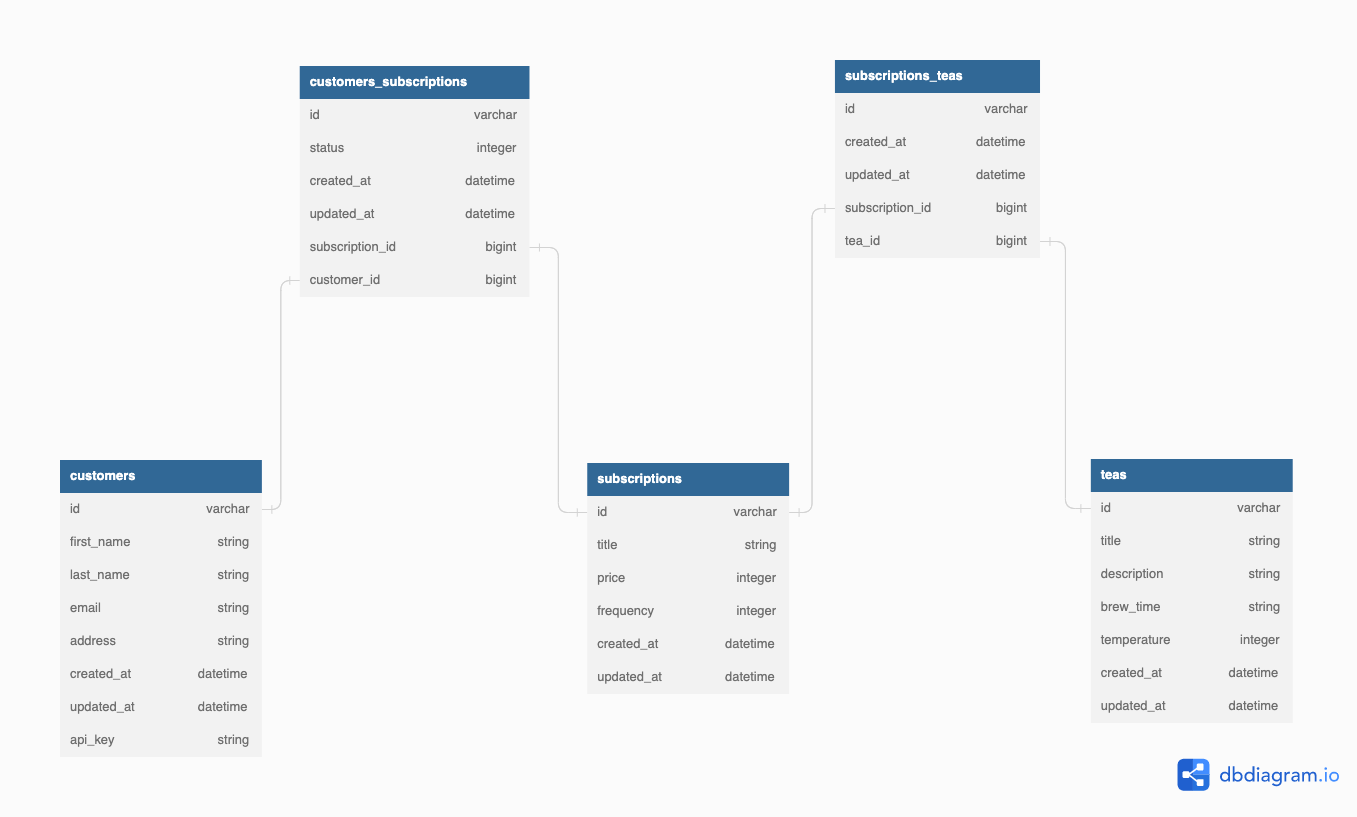 customers_subscriptions
id varchar
status integer
created_at datetime
updated_at datetime
subscription_id bigint
customer_id bigint
subscriptions_teas
id varchar
created_at datetime
updated_at datetime
subscription_id bigint
tea_id bigint
customers
id varchar
first_name string
last_name string
email string
address string
created_at datetime
updated_at datetime
api_key string
subscriptions
id varchar
title string
price integer
frequency integer
created_at datetime
updated_at datetime
teas
id varchar
title string
description string
brew_time string
temperature integer
created_at datetime
updated_at datetime
dbdiagram.io